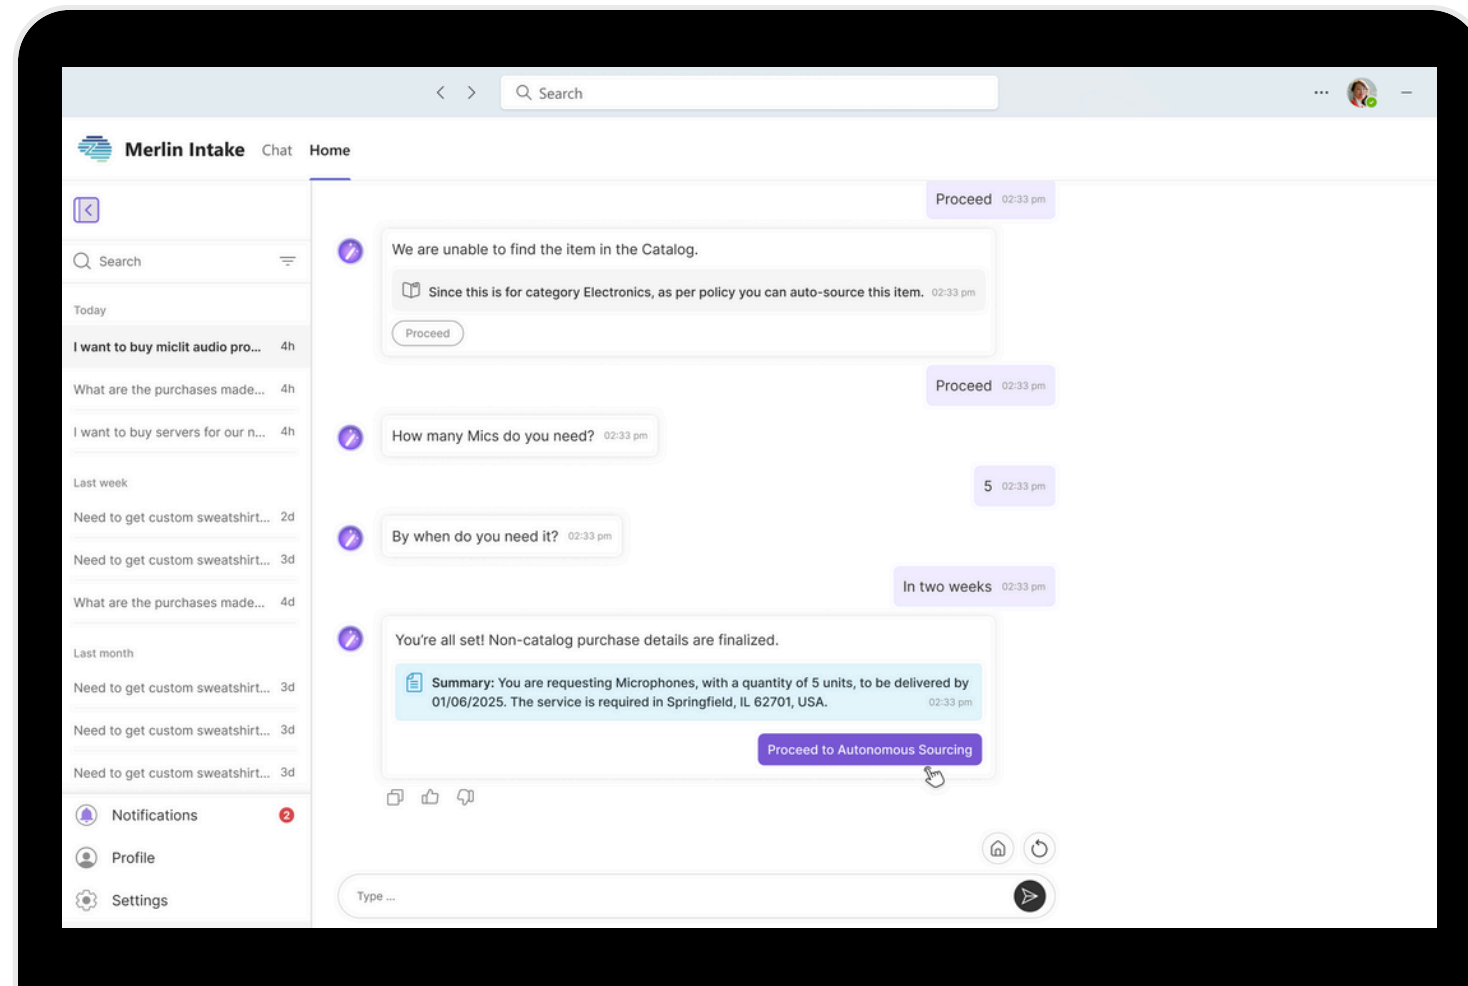 Search
Merlin Intake Chat Home
Search
Today
I want to buy miclit audio pro... 4h
What are the purchases made... 4h
I want to buy servers for our n... 4h
Last week
Need to get custom sweatshirt... 2d
Need to get custom sweatshirt... 3d
What are the purchases made... 4d
Last month
Need to get custom sweatshirt... 3d
Need to get custom sweatshirt... 3d
Need to get custom sweatshirt... 3d
Notifications 2
Profile
Settings
Proceed 02:33 pm
We are unable to find the item in the Catalog.
Since this is for category Electronics, as per policy you can auto-source this item. 02:33 pm
Proceed
Proceed 02:33 pm
How many Mics do you need? 02:33 pm
5 02:33 pm
By when do you need it? 02:33 pm
In two weeks 02:33 pm
You're all set! Non-catalog purchase details are finalized.
Summary: You are requesting Microphones, with a quantity of 5 units, to be delivered by
01/06/2025. The service is required in Springfield, IL 62701, USA. 02:33 pm
Proceed to Autonomous Sourcing
Type ...